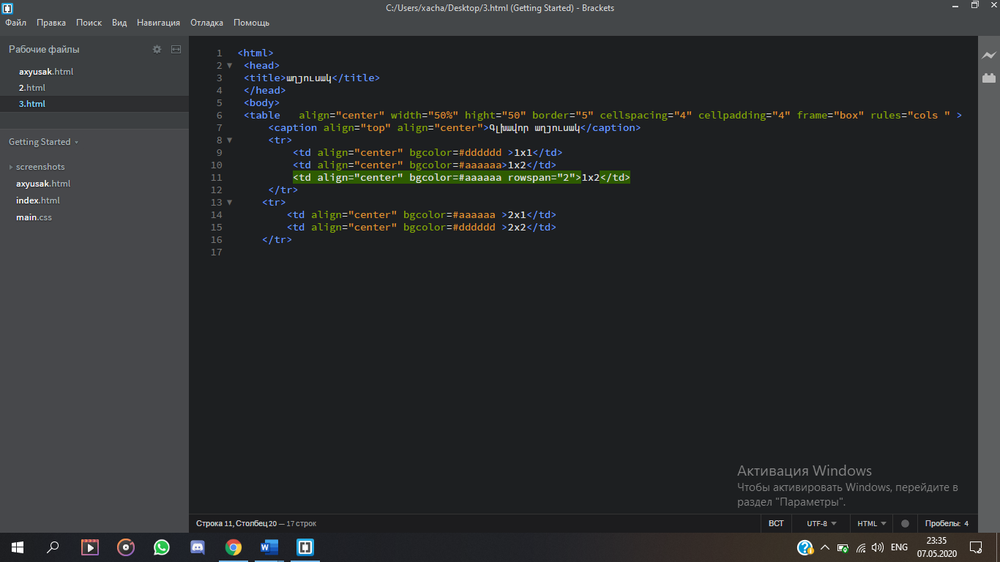 C:/Users/xacha/Desktop/3.html (Getting Started) - Brackets
Файл Правка Поиск Вид Навигация Отладка Помощь
Рабочие файлы
axyusak.html
2.html
3.html
Getting Started
screenshots
axyusak.html
index.html
main.css
1 <html>
2 <head>
3 <title>աղյուսակ</title>
4 </head>
5 <body>
6 <table   align="center" width="50%" hight="50" border="5" cellspacing="4" cellpadding="4" frame="box" rules="cols " >
7 <caption align="top" align="center">Գլխավոր աղյուսակ</caption>
8 <tr>
9 <td align="center" bgcolor=#dddddd >1x1</td>
10 <td align="center" bgcolor=#aaaaaa>1x2</td>
11 <td align="center" bgcolor=#aaaaaa rowspan="2">1x2</td>
12 </tr>
13 <tr>
14 <td align="center" bgcolor=#aaaaaa >2x1</td>
15 <td align="center" bgcolor=#dddddd >2x2</td>
16 </tr>
17
Активация Windows
Чтобы активировать Windows, перейдите в
раздел "Параметры".
Строка 11, Столбец 20 — 17 строк
ВСТ UTF-8 HTML Пробелы: 4
W
ENG
23:35
07.05.2020